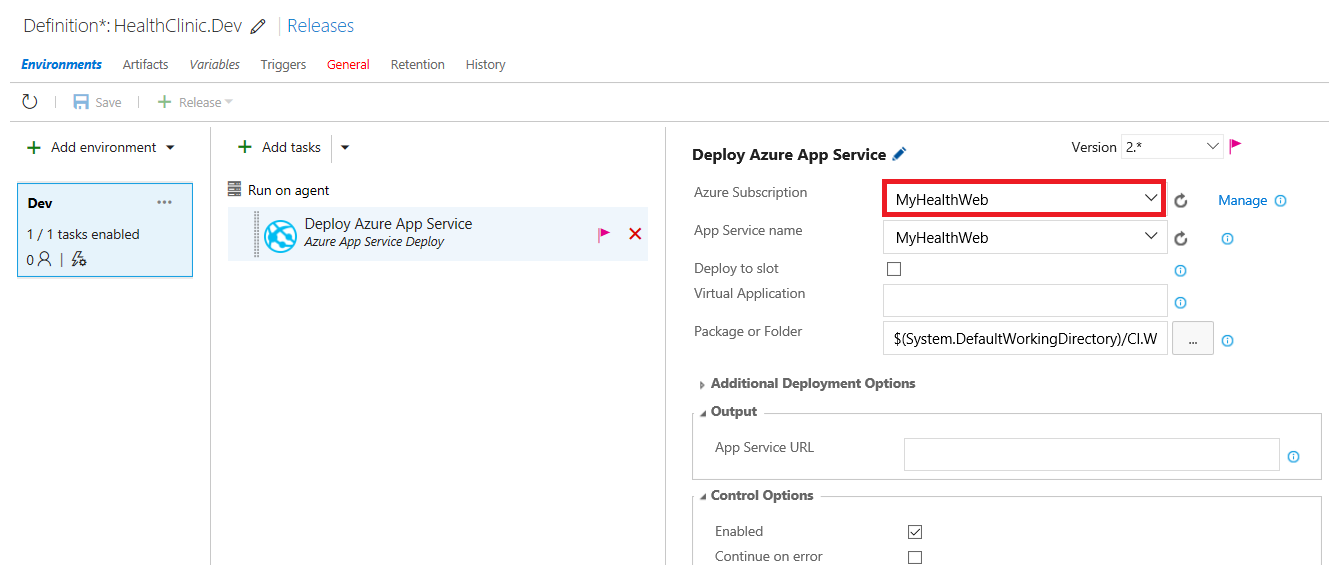 Definition*: HealthClinic.Dev | Releases
Environments Artifacts Variables Triggers General Retention History
Save | Release
Add environment
Dev ...
1 / 1 tasks enabled
0 |
Add tasks
Run on agent
Deploy Azure App Service
Azure App Service Deploy
Deploy Azure App Service
Version 2.*
Azure Subscription MyHealthWeb Manage
App Service name MyHealthWeb
Deploy to slot
Virtual Application
Package or Folder $(System.DefaultWorkingDirectory)/CI.W ...
Additional Deployment Options
Output
App Service URL
Control Options
Enabled
Continue on error